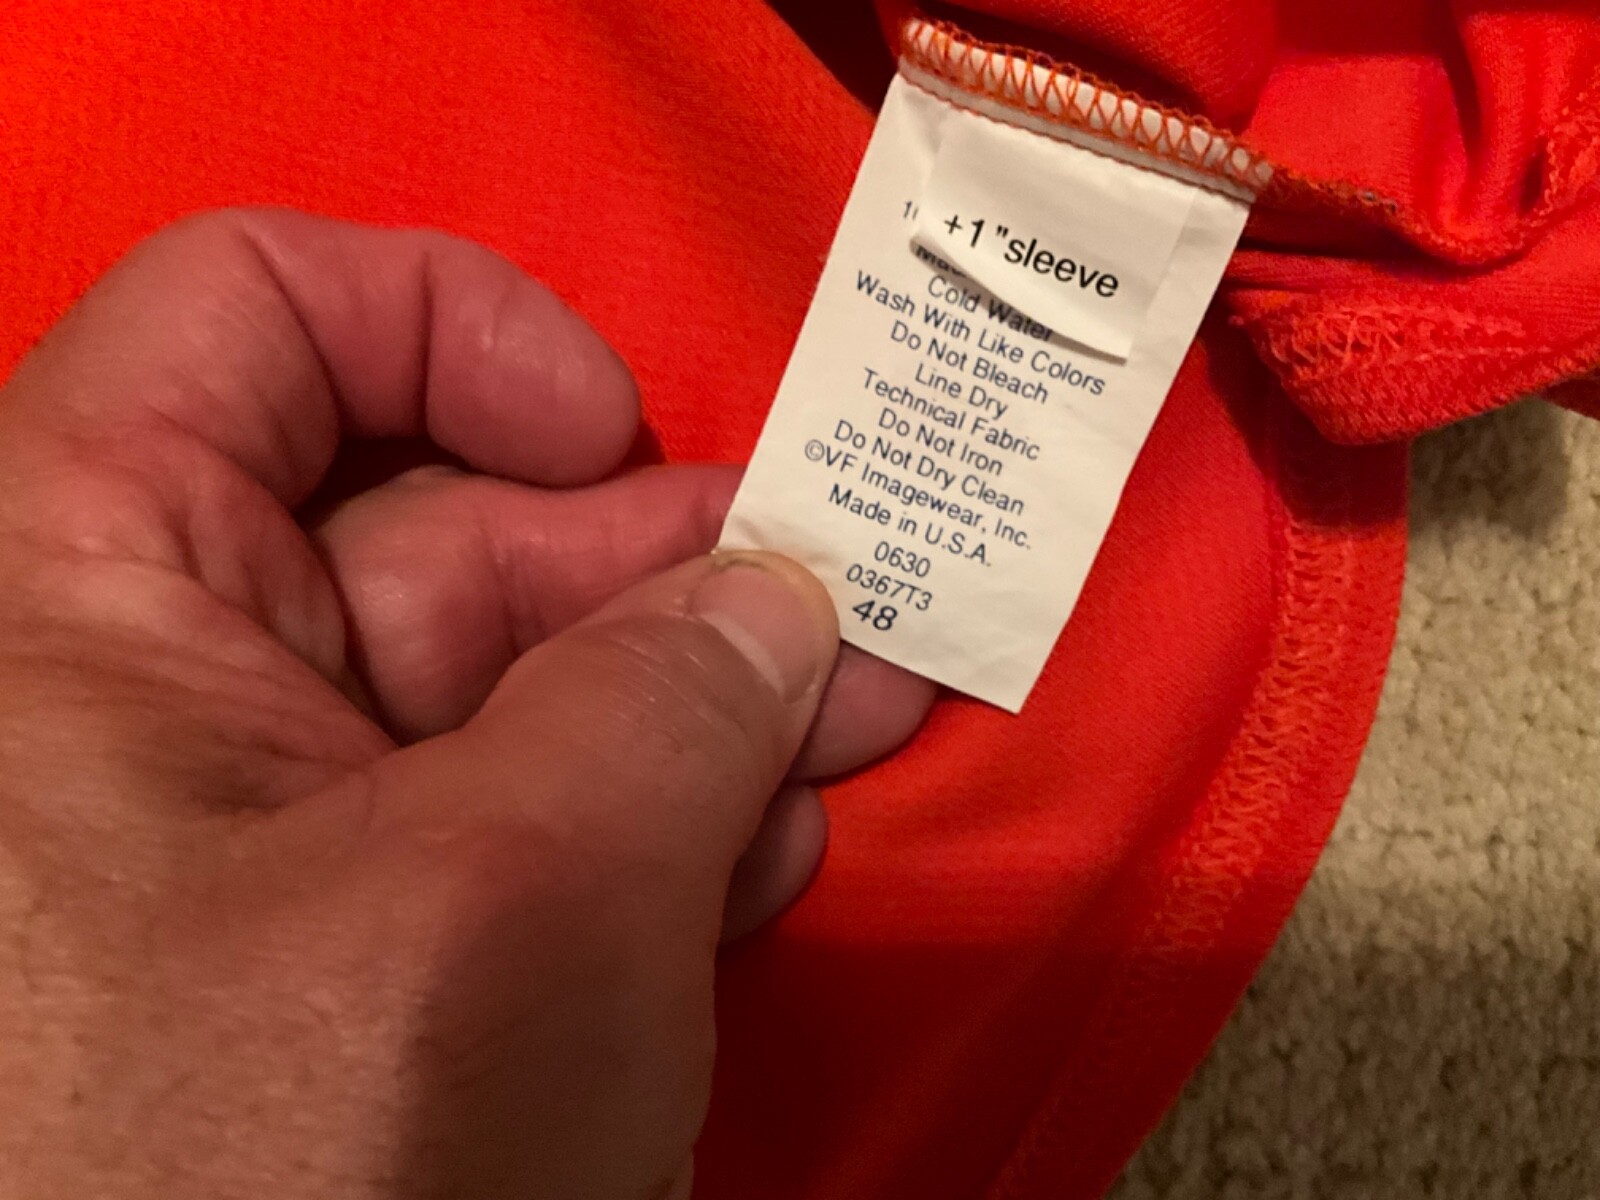 +1"sleeve
Cold Water
Wash With Like Colors
Do Not Bleach
Line Dry
Technical Fabric
Do Not Iron
Do Not Dry Clean
©VF Imagewear, Inc.
Made in U.S.A.
0630
0367T3
48